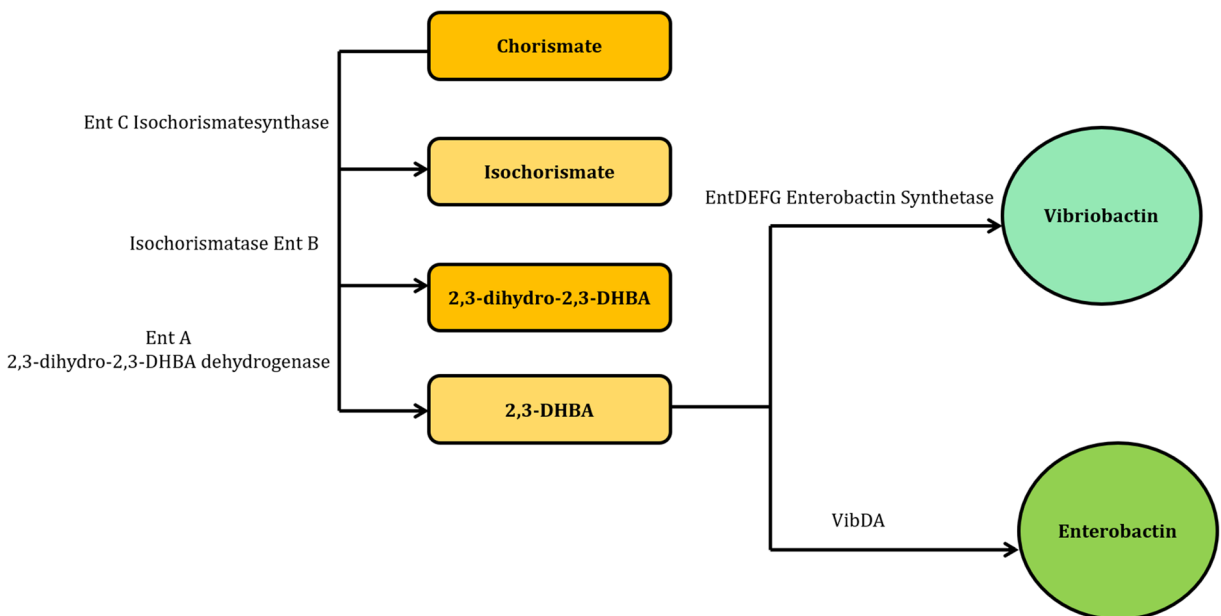 Chorismate
Ent C Isochorismatesynthase
Isochorismate
EntDEFG Enterobactin Synthetase
Vibriobactin
Isochorismatase Ent B
2,3-dihydro-2,3-DHBA
Ent A
2,3-dihydro-2,3-DHBA dehydrogenase
2,3-DHBA
VibDA
Enterobactin